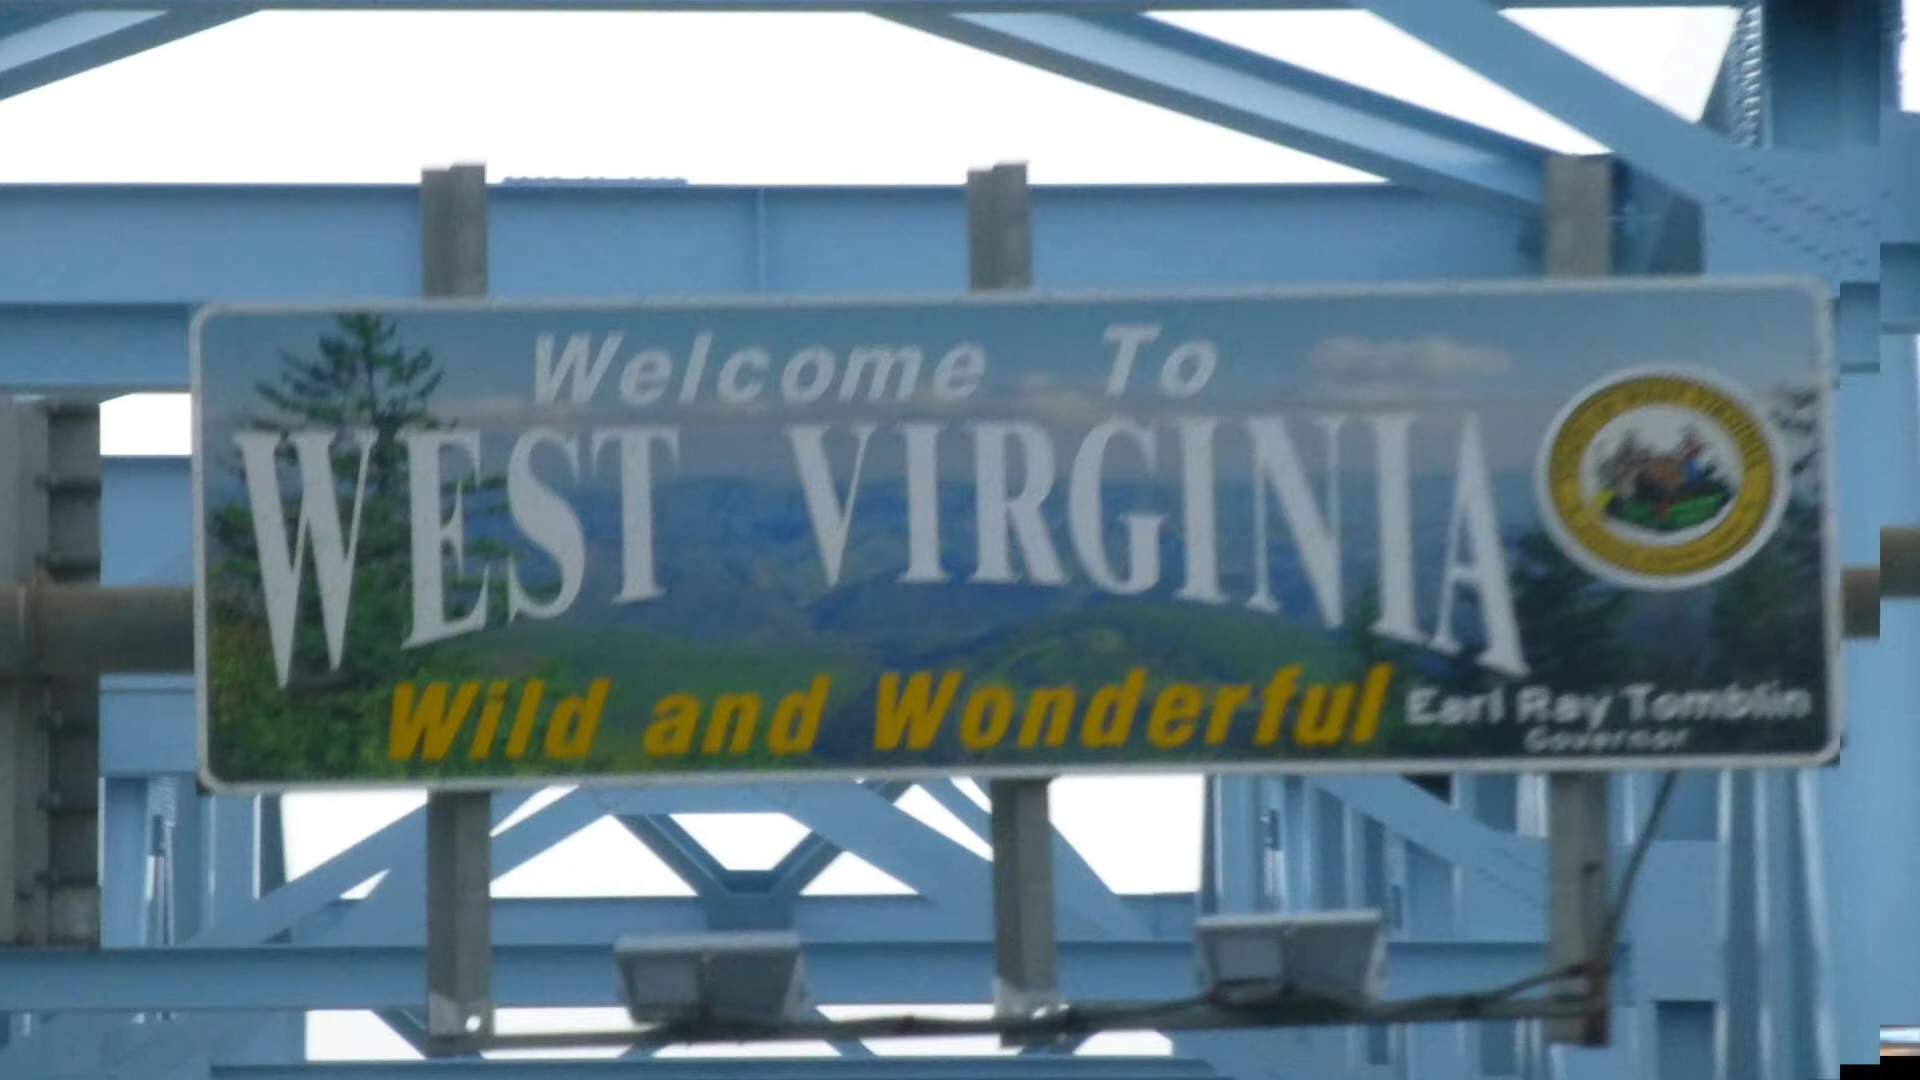 Welcome To
WEST VIRGINIA
Wild and Wonderful
Earl Ray Tomblin
Governor